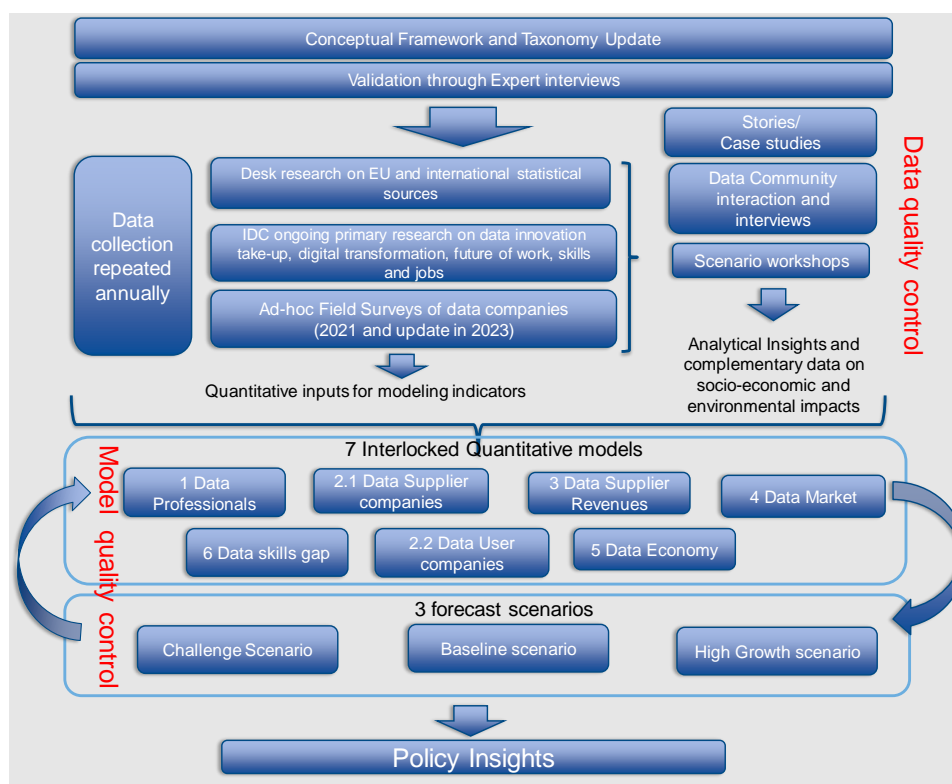 Conceptual Framework and Taxonomy Update
Validation through Expert interviews
Data
collection
repeated
annually
Desk research on EU and international statistical
sources
IDC ongoing primary research on data innovation
take-up, digital transformation, future of work, skills
and jobs
Ad-hoc Field Surveys of data companies
(2021 and update in 2023)
Quantitative inputs for modeling indicators
Stories/
Case studies
Data Community
interaction and
interviews
Scenario workshops
Analytical Insights and
complementary data on
socio-economic and
environmental impacts
Data quality control
7 Interlocked Quantitative models
1 Data
Professionals
2.1 Data Supplier
companies
3 Data Supplier
Revenues
4 Data Market
6 Data skills gap
2.2 Data User
companies
5 Data Economy
Model quality control
3 forecast scenarios
Challenge Scenario
Baseline scenario
High Growth scenario
Policy Insights